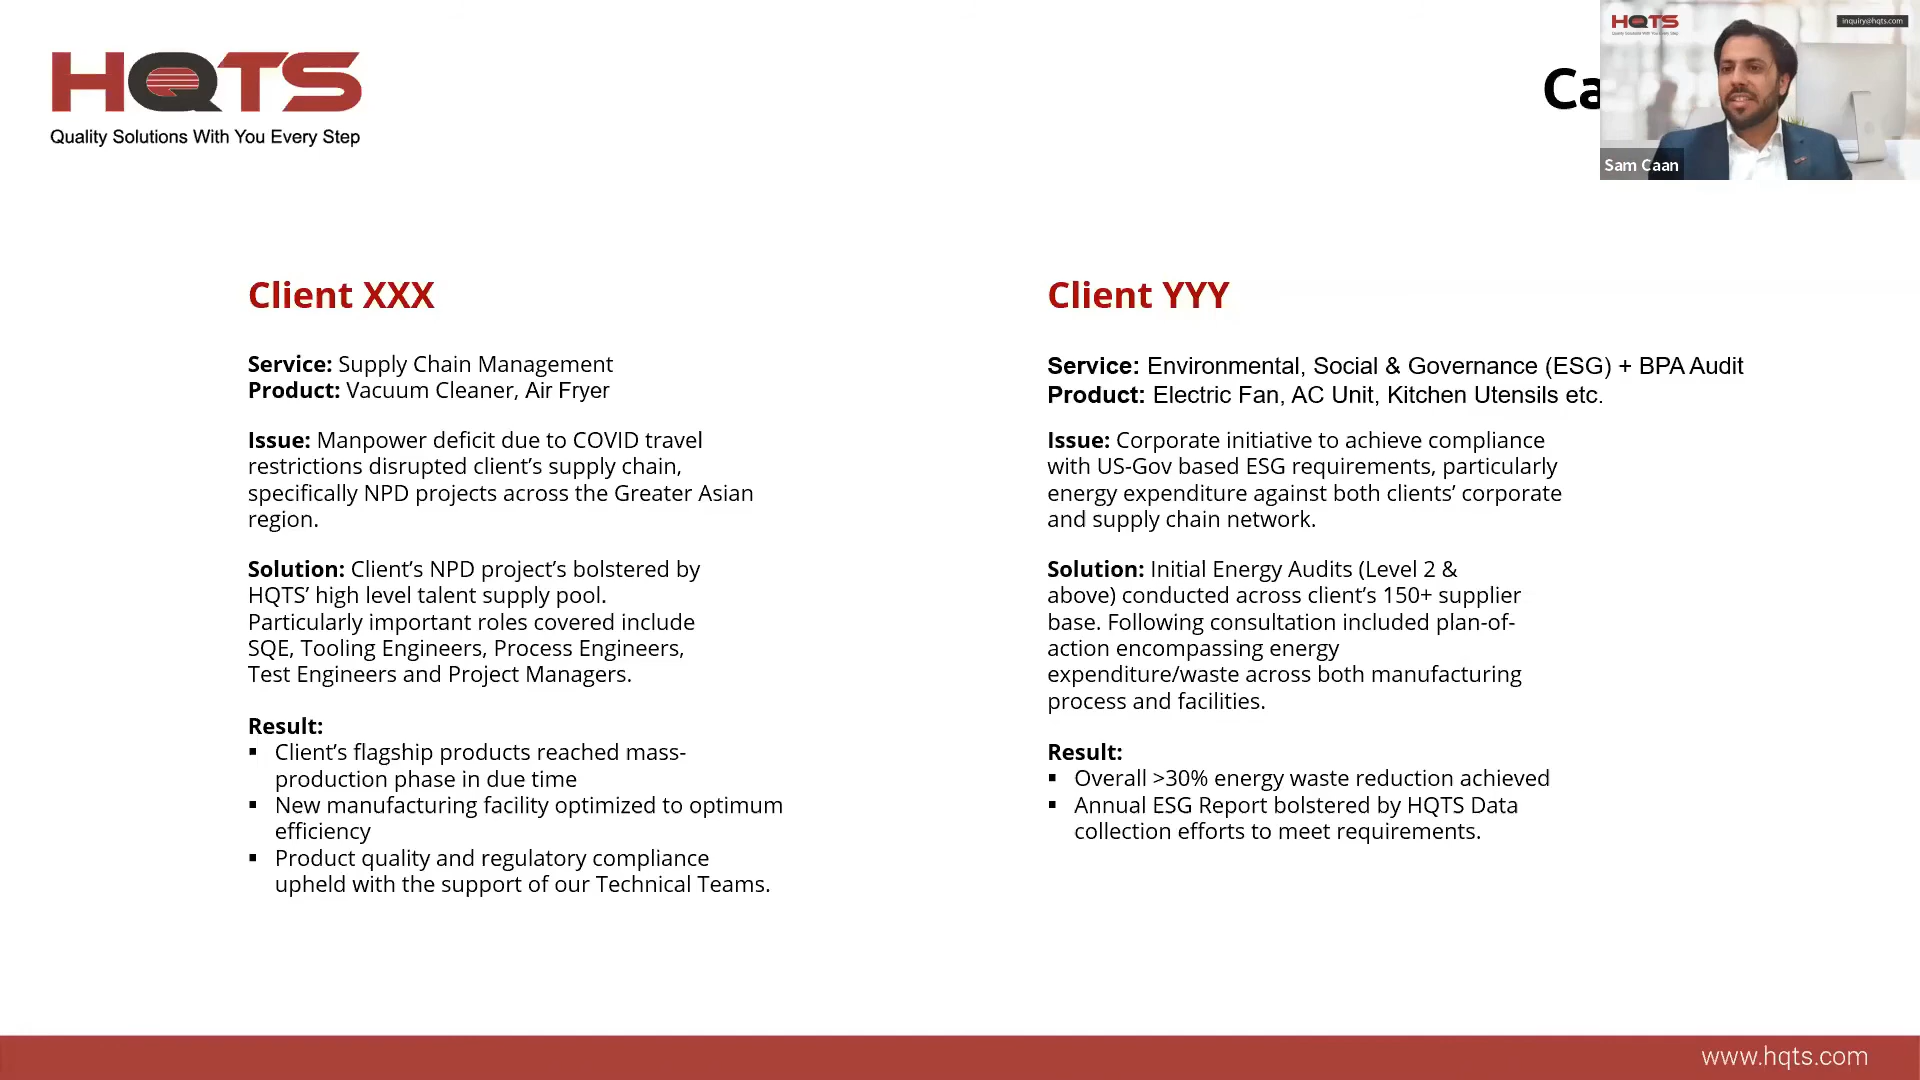 HQTS
Quality Solutions With You Every Step
Ca
HQTS
inquiry@hqts.com
Sam Caan
Client XXX
Service: Supply Chain Management
Product: Vacuum Cleaner, Air Fryer
Issue: Manpower deficit due to COVID travel
restrictions disrupted client’s supply chain,
specifically NPD projects across the Greater Asian
region.
Solution: Client’s NPD project’s bolstered by
HQTS’ high level talent supply pool.
Particularly important roles covered include
SQE, Tooling Engineers, Process Engineers,
Test Engineers and Project Managers.
Result:
▪ Client’s flagship products reached mass-
production phase in due time
▪ New manufacturing facility optimized to optimum
efficiency
▪ Product quality and regulatory compliance
upheld with the support of our Technical Teams.
Client YYY
Service: Environmental, Social & Governance (ESG) + BPA Audit
Product: Electric Fan, AC Unit, Kitchen Utensils etc.
Issue: Corporate initiative to achieve compliance
with US-Gov based ESG requirements, particularly
energy expenditure against both clients’ corporate
and supply chain network.
Solution: Initial Energy Audits (Level 2 &
above) conducted across client’s 150+ supplier
base. Following consultation included plan-of-
action encompassing energy
expenditure/waste across both manufacturing
process and facilities.
Result:
▪ Overall >30% energy waste reduction achieved
▪ Annual ESG Report bolstered by HQTS Data
collection efforts to meet requirements.
www.hqts.com